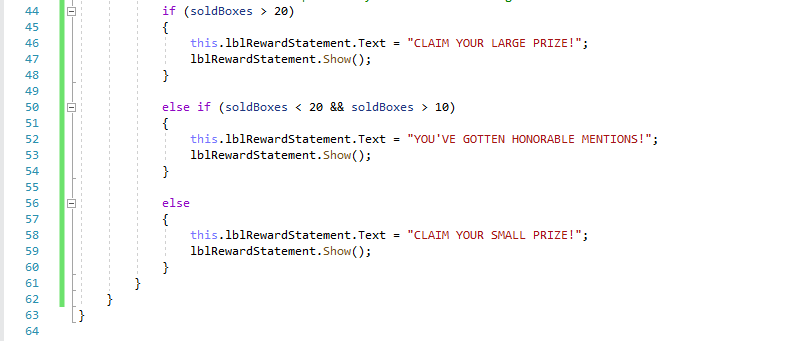 44 if (soldBoxes > 20)
45 {
46 this.lblRewardStatement.Text = "CLAIM YOUR LARGE PRIZE!";
47 lblRewardStatement.Show();
48 }
49
50 else if (soldBoxes < 20 && soldBoxes > 10)
51 {
52 this.lblRewardStatement.Text = "YOU'VE GOTTEN HONORABLE MENTIONS!";
53 lblRewardStatement.Show();
54 }
55
56 else
57 {
58 this.lblRewardStatement.Text = "CLAIM YOUR SMALL PRIZE!";
59 lblRewardStatement.Show();
60 }
61 }
62 }
63 }
64